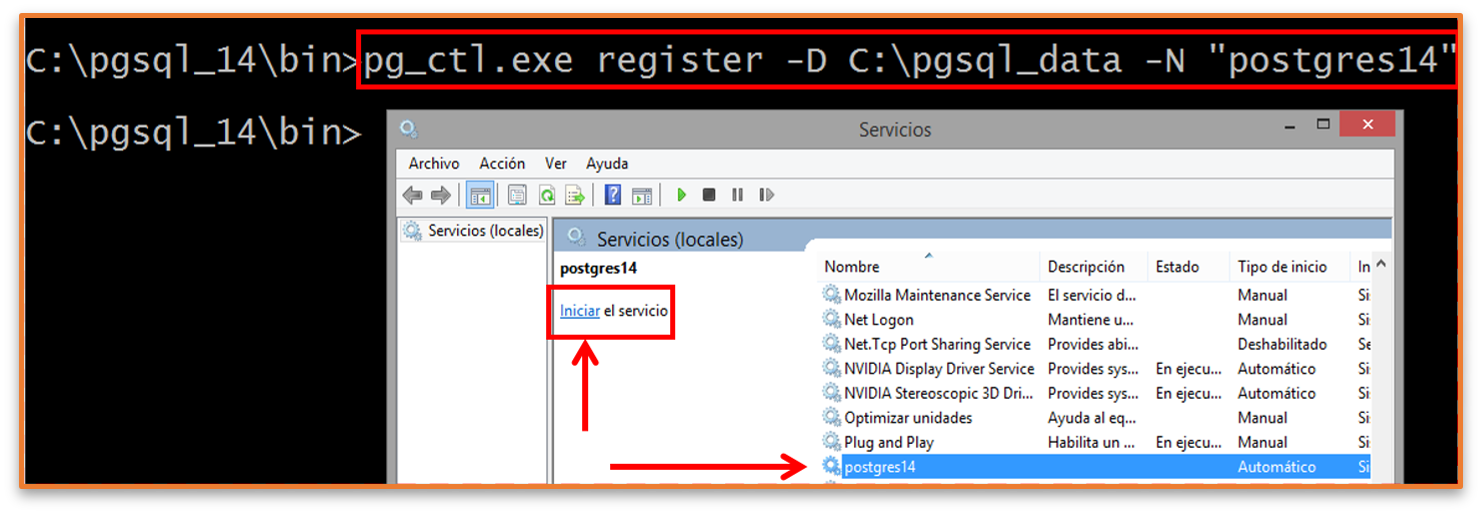 C:\pgsql_14\bin>pg_ctl.exe register -D C:\pgsql_data -N "postgres14"
C:\pgsql_14\bin>
Servicios
Archivo Acción Ver Ayuda
Servicios (locales)
Servicios (locales)
postgres14
Iniciar el servicio
Nombre Descripción Estado Tipo de inicio In
Mozilla Maintenance Service El servicio d... Manual Si
Net Logon Mantiene u... Manual Si
Net.Tcp Port Sharing Service Provides abi... Deshabilitado Se
NVIDIA Display Driver Service Provides sys... En ejecu... Automático Si
NVIDIA Stereoscopic 3D Dri... Provides sys... En ejecu... Automático Si
Optimizar unidades Ayuda al eq... Manual Si
Plug and Play Habilita un ... En ejecu... Manual Si
postgres14 Automático Si